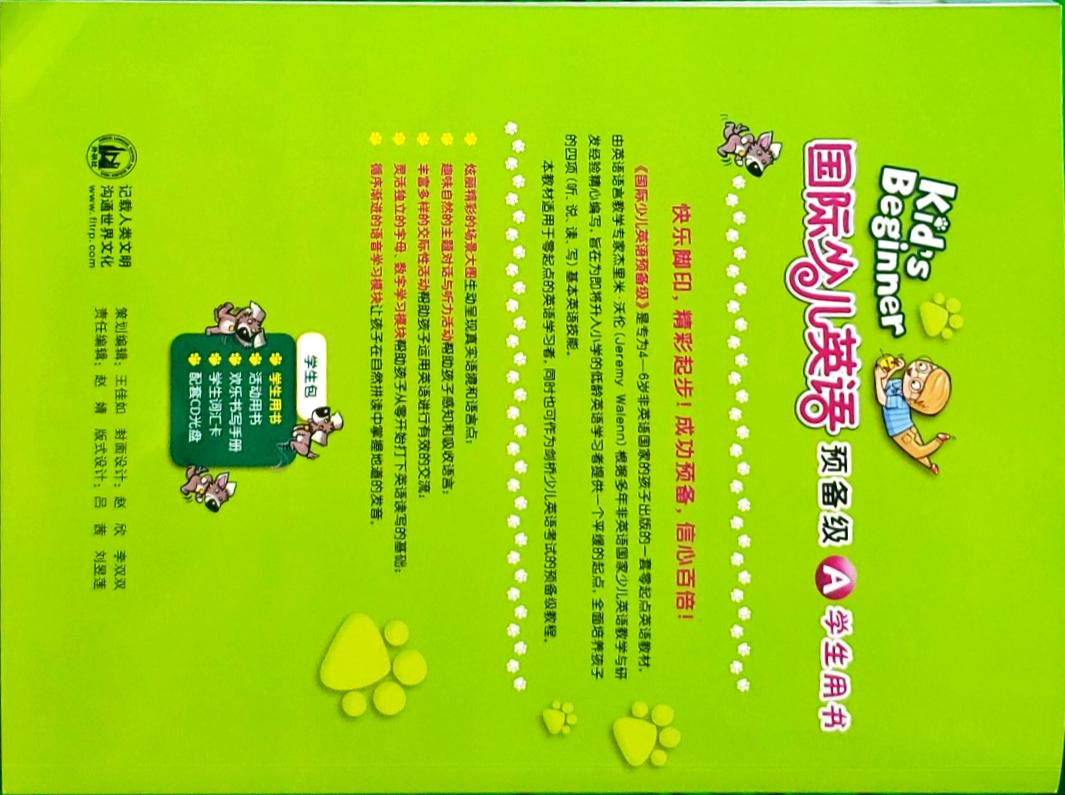 Kid's
Beginner
国际少儿英语 预备级 A 学生用书
快乐脚印，精彩起步！成功预备，信心百倍！
《国际少儿英语预备级》是专为4—6岁非英语国家的孩子出版的一套零起点英语教材，
由英语语言教学专家杰里米·沃伦（Jeremy Walenn）根据多年非英语国家少儿英语教学与研
发经验精心编写，旨在为即将升入小学的低龄英语学习者提供一个平缓的起点，全面培养孩子
的四项（听、说、读、写）基本英语技能。
本教材适用于零起点的英语学习者，同时也可作为剑桥少儿英语考试的预备级教程。
炫丽精彩的场景大图生动呈现真实语境和语言点；
趣味自然的主题对话与听力活动帮助孩子感知和吸收语言；
丰富多样的交际性活动帮助孩子运用英语进行有效的交流；
灵活独立的字母、数字学习模块帮助孩子从零开始打下英语读写的基础；
循序渐进的语音学习模块让孩子在自然拼读中掌握地道的发音。
学生包
学生用书
活动用书
欢乐书写手册
学生词汇卡
配套CD光盘
外研社
记载人类文明
沟通世界文化
www.fltrp.com
策划编辑：王佳如 封面设计：赵 欣 李双双
责任编辑：赵 婧 版式设计：吕 茜 刘昱莲